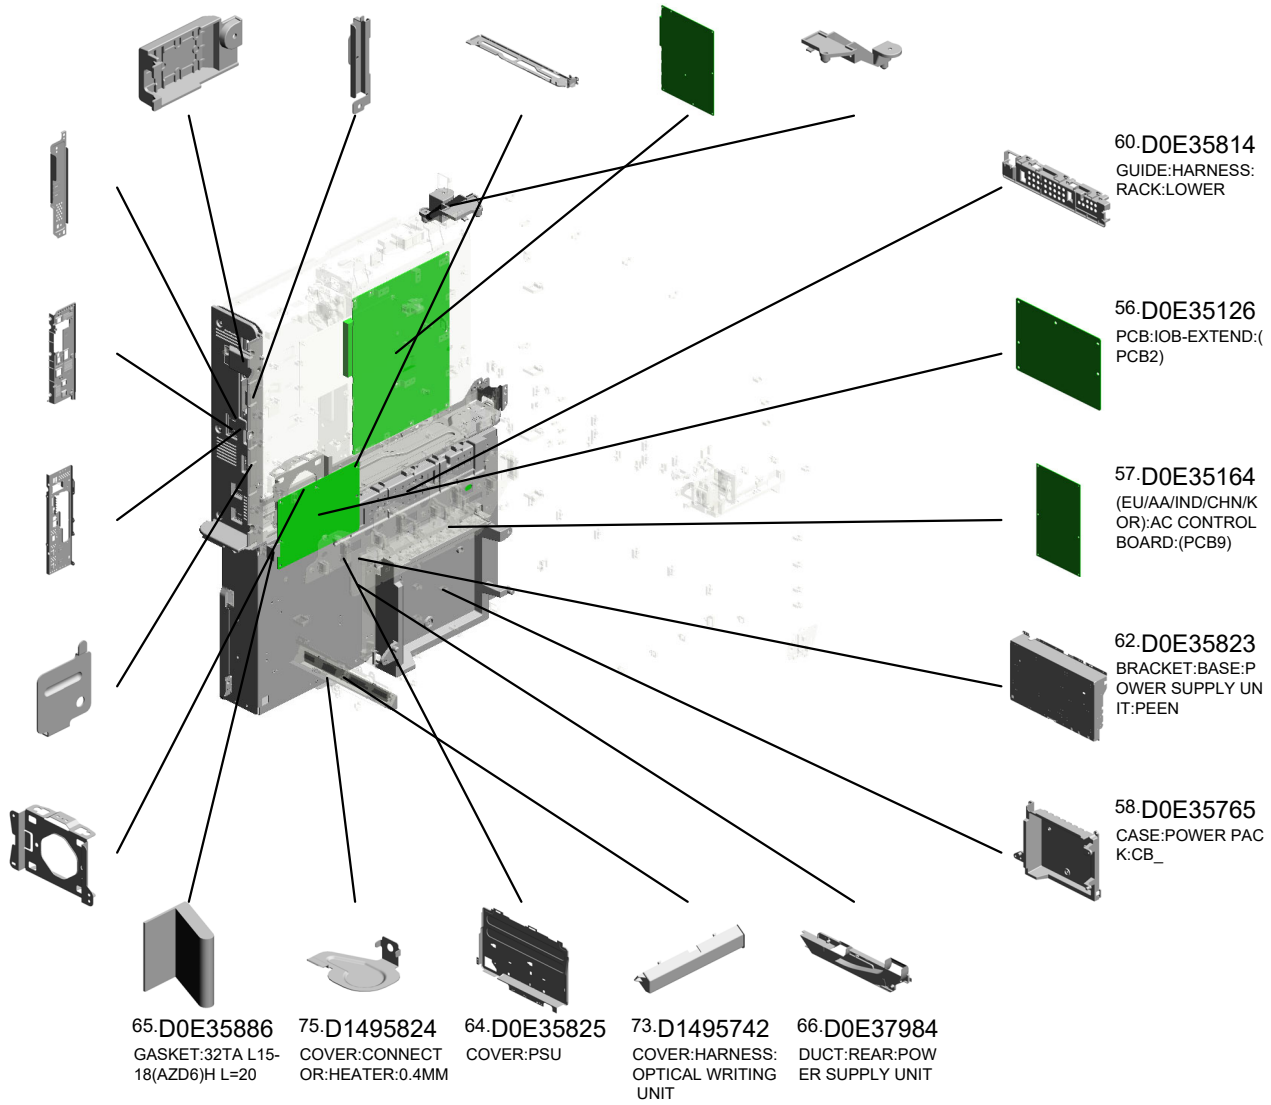 60.D0E35814
GUIDE:HARNESS:
RACK:LOWER
56.D0E35126
PCB:IOB-EXTEND:(
PCB2)
57.D0E35164
(EU/AA/IND/CHN/K
OR):AC CONTROL
BOARD:(PCB9)
62.D0E35823
BRACKET:BASE:P
OWER SUPPLY UN
IT:PEEN
58.D0E35765
CASE:POWER PAC
K:CB_
65.D0E35886
GASKET:32TA L15-
18(AZD6)H L=20
75.D1495824
COVER:CONNECT
OR:HEATER:0.4MM
64.D0E35825
COVER:PSU
73.D1495742
COVER:HARNESS:
OPTICAL WRITING
UNIT
66.D0E37984
DUCT:REAR:POW
ER SUPPLY UNIT